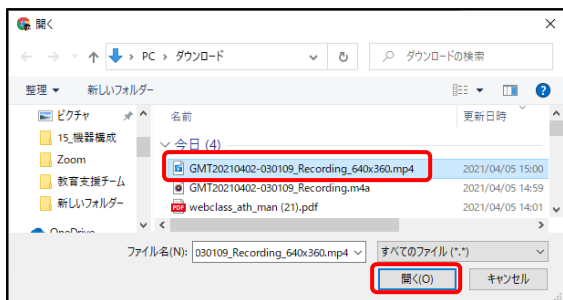 開く
PC › ダウンロード
ダウンロードの検索
整理 新しいフォルダー
ピクチャ
15_機器構成
Zoom
教育支援チーム
新しいフォルダー
OneDrive
名前 更新日時
今日 (4)
GMT20210402-030109_Recording_640x360.mp4 2021/04/05 15:00
GMT20210402-030109_Recording.m4a 2021/04/05 14:59
webclass_ath_man (21).pdf 2021/04/05 14:01
ファイル名(N): 030109_Recording_640x360.mp4 すべてのファイル (*.*)
開く(O) キャンセル